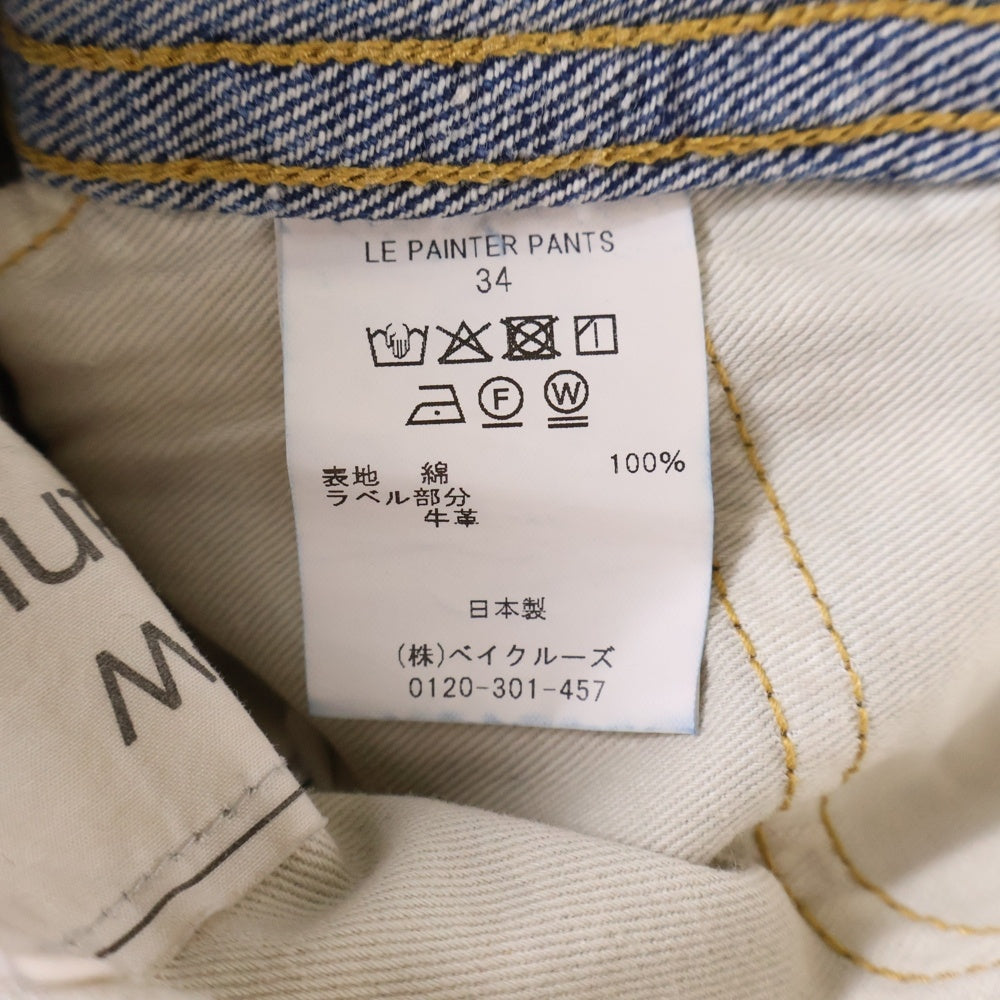 LE PAINTER PANTS
34
F W
表地 綿 100%
ラベル部分
牛革
日本製
(株)ベイクルーズ
0120-301-457